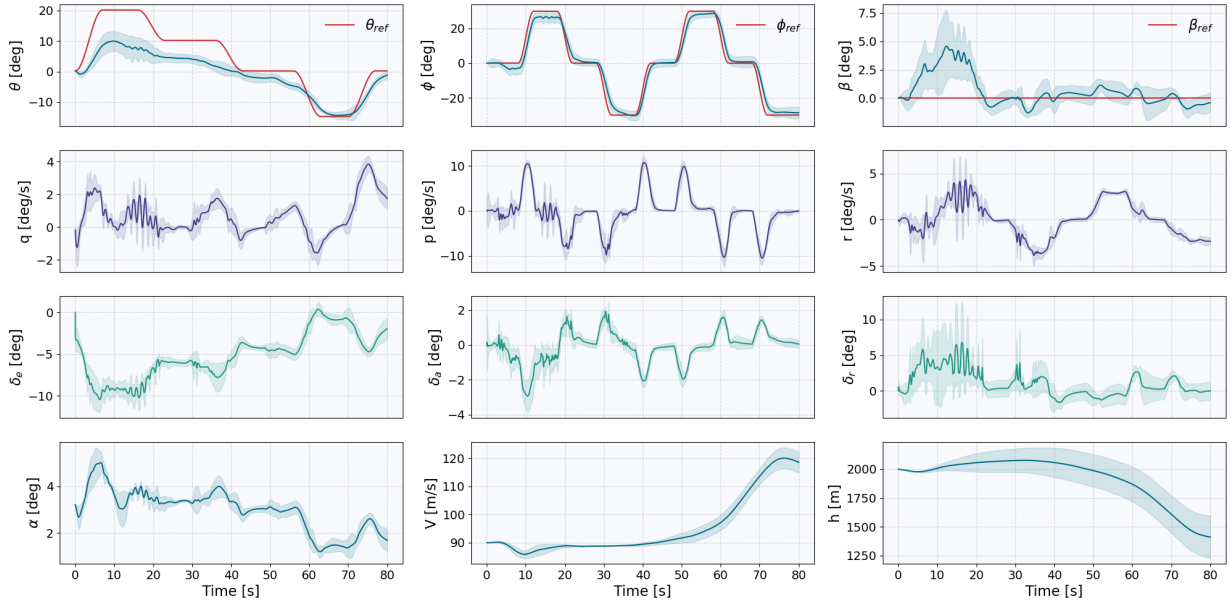 θ [deg]
20
10
0
−10
θref
ϕ [deg]
20
0
−20
ϕref
β [deg]
7.5
5.0
2.5
0.0
βref
q [deg/s]
4
2
0
−2
p [deg/s]
10
0
−10
r [deg/s]
5
0
−5
δe [deg]
0
−5
−10
δa [deg]
2
0
−2
−4
δr [deg]
10
5
0
α [deg]
4
2
0 10 20 30 40 50 60 70 80
Time [s]
V [m/s]
120
110
100
90
0 10 20 30 40 50 60 70 80
Time [s]
h [m]
2000
1750
1500
1250
0 10 20 30 40 50 60 70 80
Time [s]